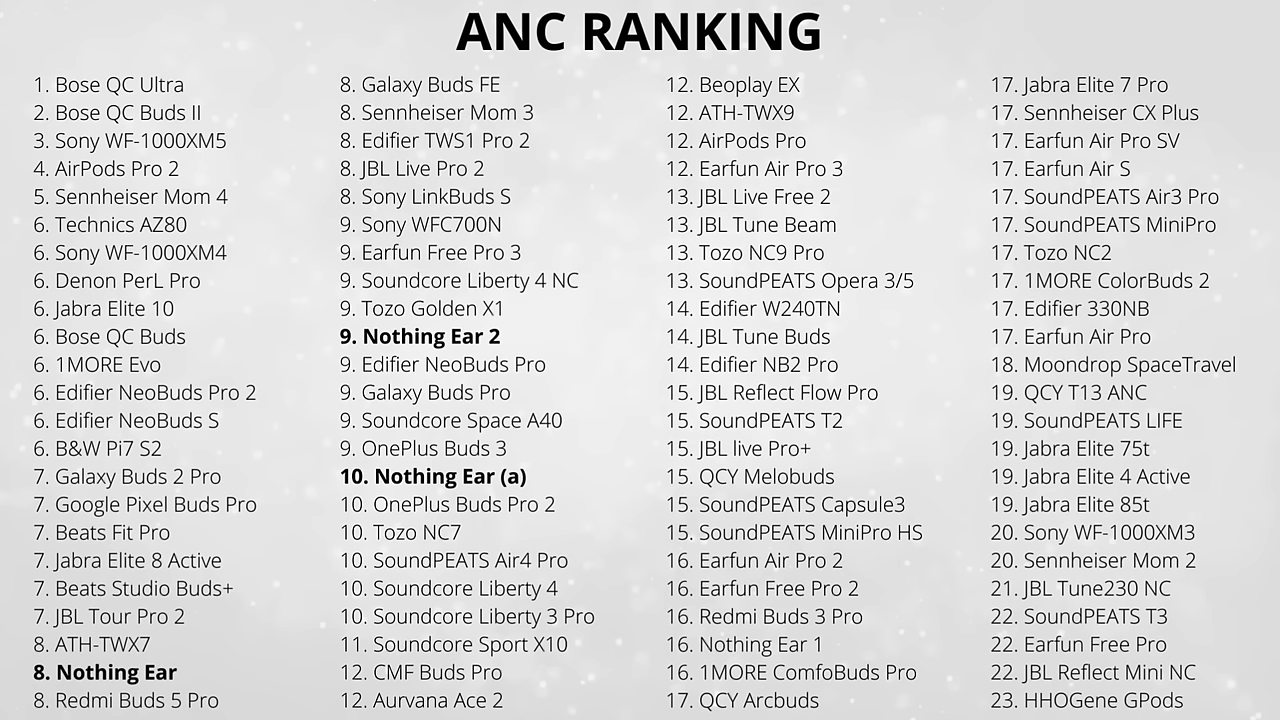 ANC RANKING
1. Bose QC Ultra
2. Bose QC Buds II
3. Sony WF-1000XM5
4. AirPods Pro 2
5. Sennheiser Mom 4
6. Technics AZ80
6. Sony WF-1000XM4
6. Denon PerL Pro
6. Jabra Elite 10
6. Bose QC Buds
6. 1MORE Evo
6. Edifier NeoBuds Pro 2
6. Edifier NeoBuds S
6. B&W Pi7 S2
7. Galaxy Buds 2 Pro
7. Google Pixel Buds Pro
7. Beats Fit Pro
7. Jabra Elite 8 Active
7. Beats Studio Buds+
7. JBL Tour Pro 2
8. ATH-TWX7
8. Nothing Ear
8. Redmi Buds 5 Pro
8. Galaxy Buds FE
8. Sennheiser Mom 3
8. Edifier TWS1 Pro 2
8. JBL Live Pro 2
8. Sony LinkBuds S
9. Sony WFC700N
9. Earfun Free Pro 3
9. Soundcore Liberty 4 NC
9. Tozo Golden X1
9. Nothing Ear 2
9. Edifier NeoBuds Pro
9. Galaxy Buds Pro
9. Soundcore Space A40
9. OnePlus Buds 3
10. Nothing Ear (a)
10. OnePlus Buds Pro 2
10. Tozo NC7
10. SoundPEATS Air4 Pro
10. Soundcore Liberty 4
10. Soundcore Liberty 3 Pro
11. Soundcore Sport X10
12. CMF Buds Pro
12. Aurvana Ace 2
12. Beoplay EX
12. ATH-TWX9
12. AirPods Pro
12. Earfun Air Pro 3
13. JBL Live Free 2
13. JBL Tune Beam
13. Tozo NC9 Pro
13. SoundPEATS Opera 3/5
14. Edifier W240TN
14. JBL Tune Buds
14. Edifier NB2 Pro
15. JBL Reflect Flow Pro
15. SoundPEATS T2
15. JBL live Pro+
15. QCY Melobuds
15. SoundPEATS Capsule3
15. SoundPEATS MiniPro HS
16. Earfun Air Pro 2
16. Earfun Free Pro 2
16. Redmi Buds 3 Pro
16. Nothing Ear 1
16. 1MORE ComfoBuds Pro
17. QCY Arcbuds
17. Jabra Elite 7 Pro
17. Sennheiser CX Plus
17. Earfun Air Pro SV
17. Earfun Air S
17. SoundPEATS Air3 Pro
17. SoundPEATS MiniPro
17. Tozo NC2
17. 1MORE ColorBuds 2
17. Edifier 330NB
17. Earfun Air Pro
18. Moondrop SpaceTravel
19. QCY T13 ANC
19. SoundPEATS LIFE
19. Jabra Elite 75t
19. Jabra Elite 4 Active
19. Jabra Elite 85t
20. Sony WF-1000XM3
20. Sennheiser Mom 2
21. JBL Tune230 NC
22. SoundPEATS T3
22. Earfun Free Pro
22. JBL Reflect Mini NC
23. HHOGene GPods